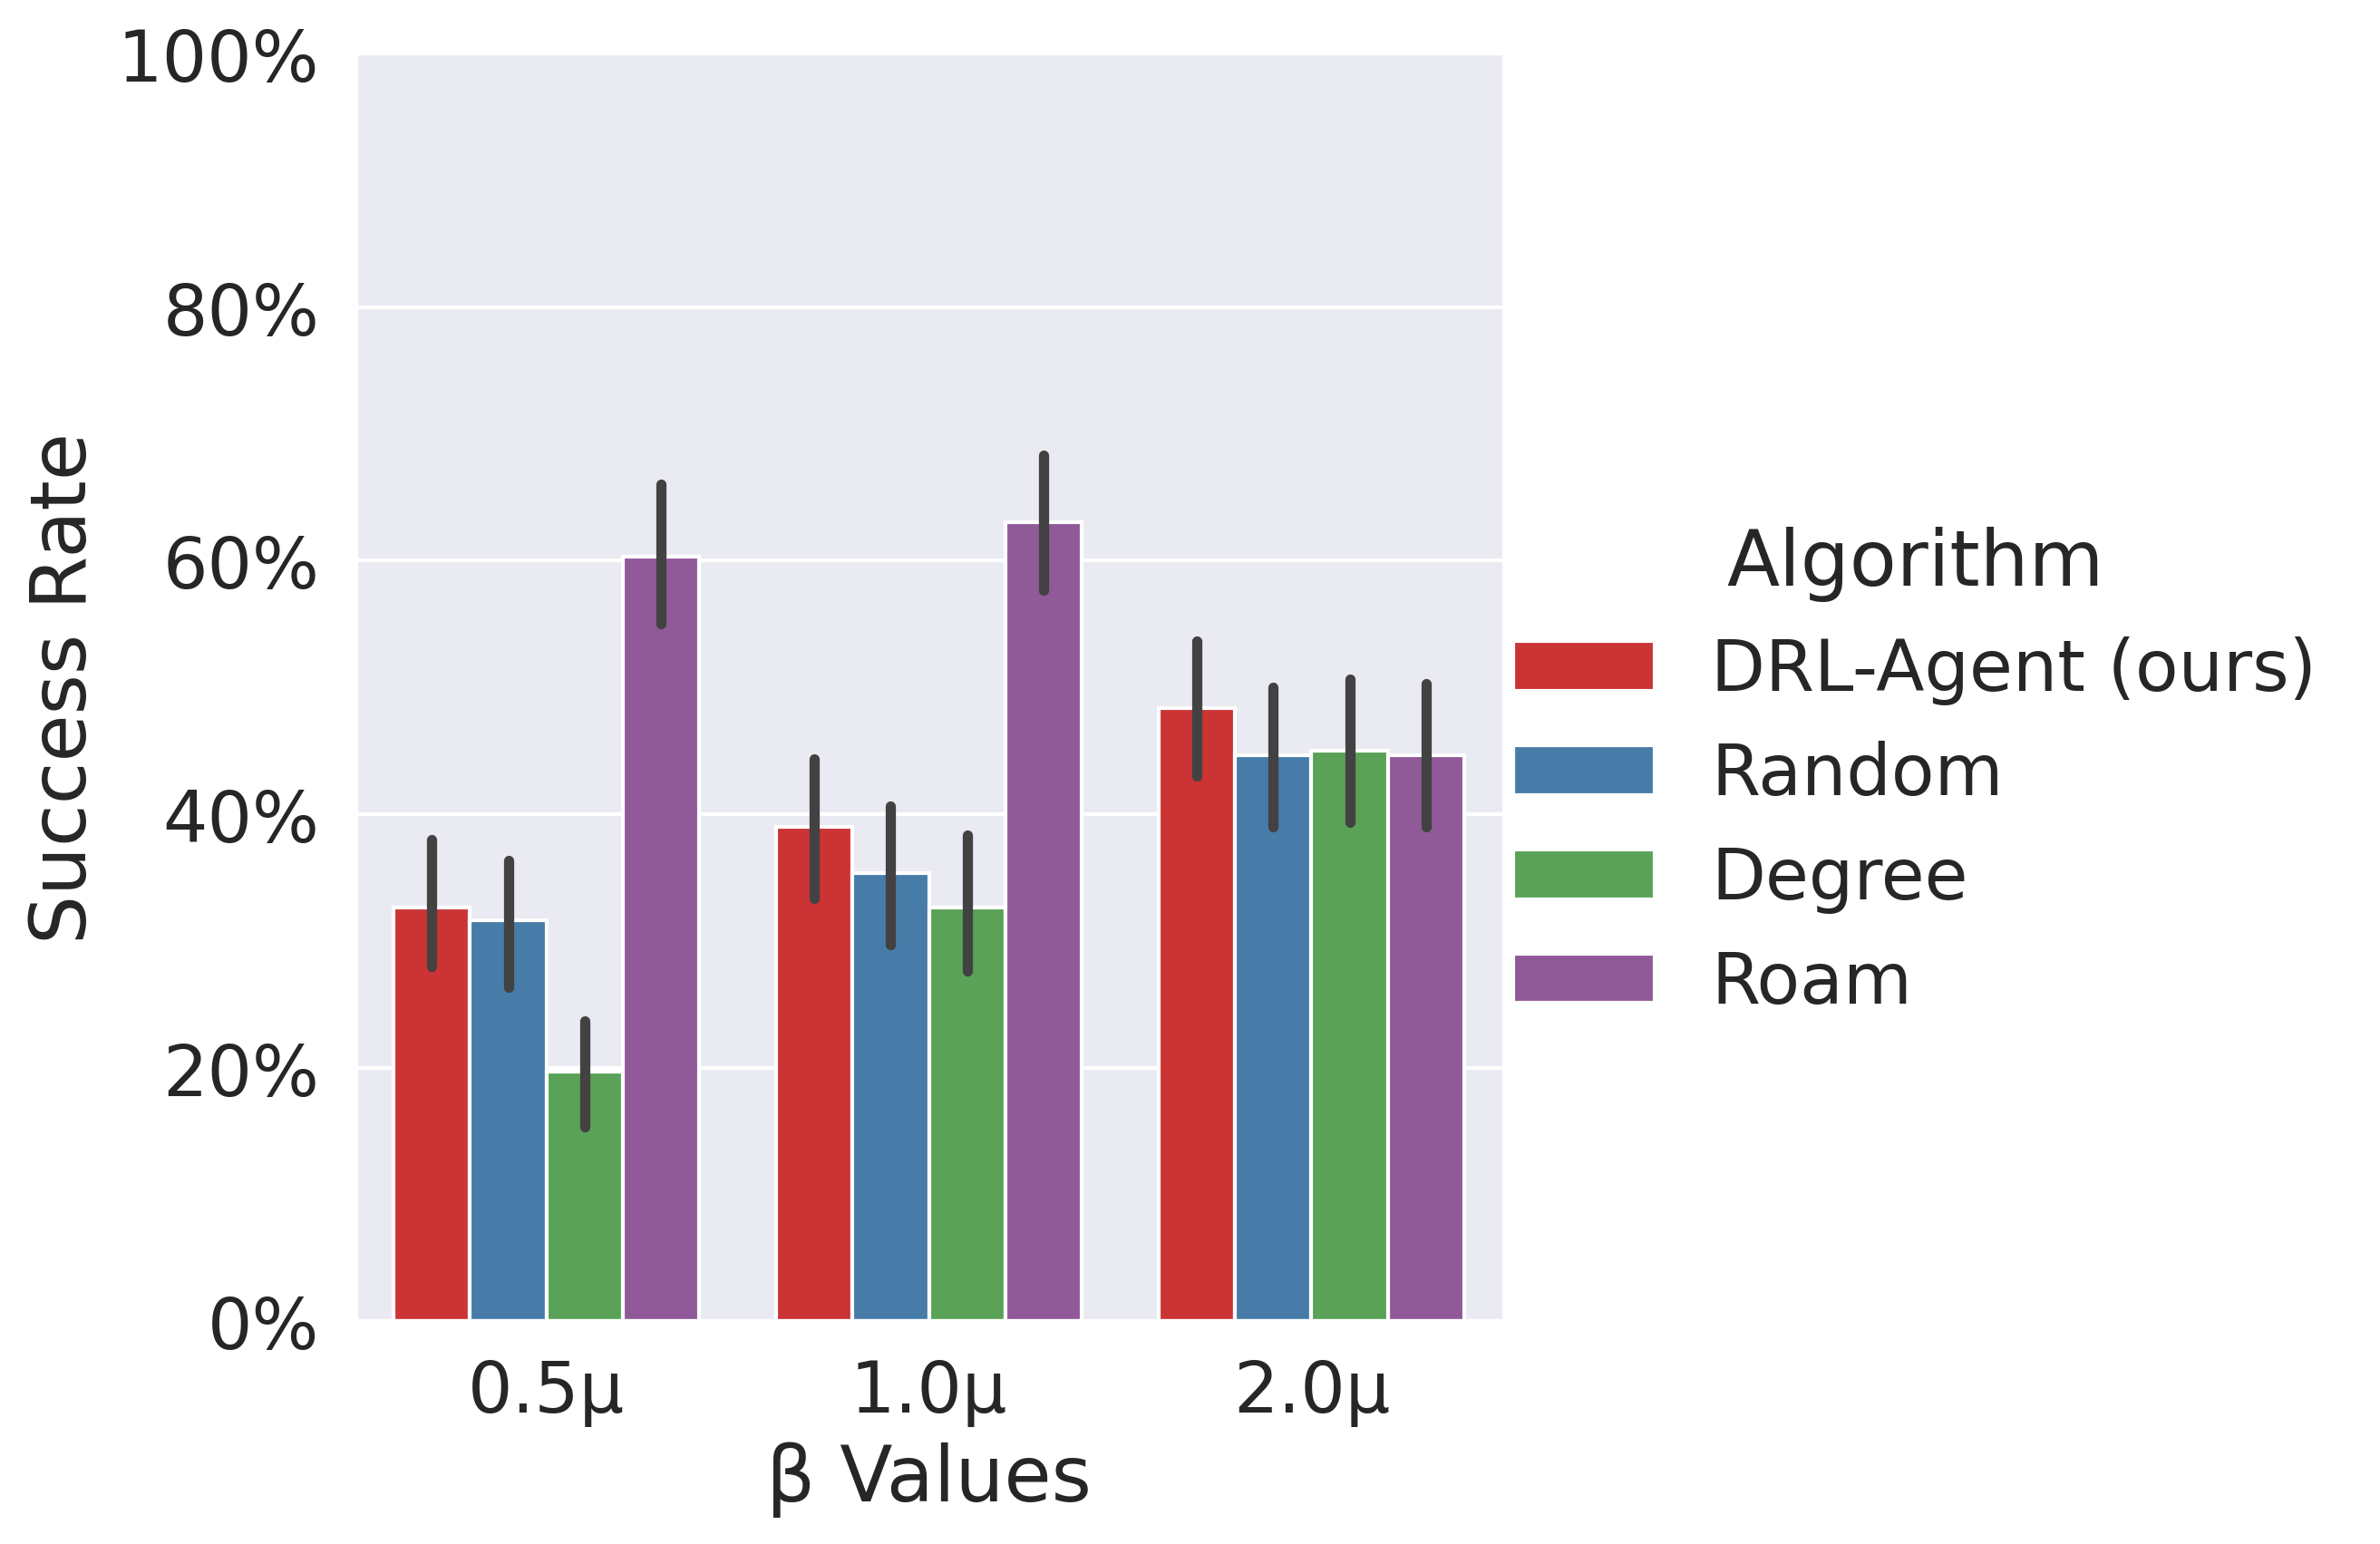 100%
80%
60%
40%
20%
0%
Success Rate
0.5μ
1.0μ
2.0μ
β Values
Algorithm
DRL-Agent (ours)
Random
Degree
Roam